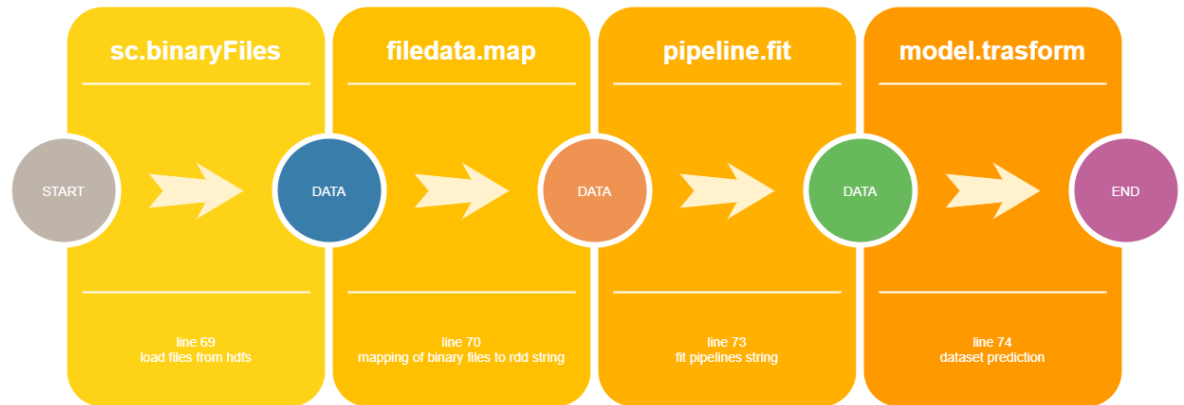 sc.binaryFiles
filedata.map
pipeline.fit
model.trasform
START
DATA
DATA
DATA
END
line 69
load files from hdfs
line 70
mapping of binary files to rdd string
line 73
fit pipelines string
line 74
dataset prediction